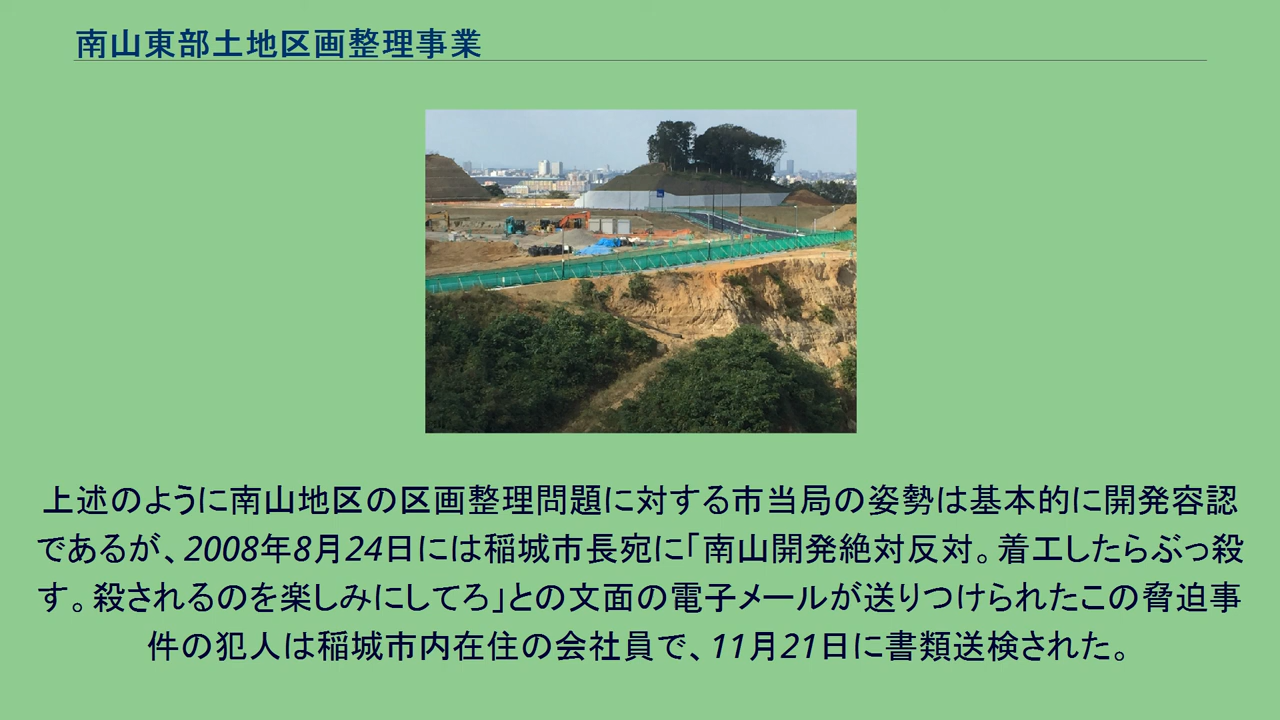 南山東部土地区画整理事業
上述のように南山地区の区画整理問題に対する市当局の姿勢は基本的に開発容認
であるが、2008年8月24日には稲城市長宛に「南山開発絶対反対。着工したらぶっ殺
す。殺されるのを楽しみにしてろ」との文面の電子メールが送りつけられたこの脅迫事
件の犯人は稲城市内在住の会社員で、11月21日に書類送検された。